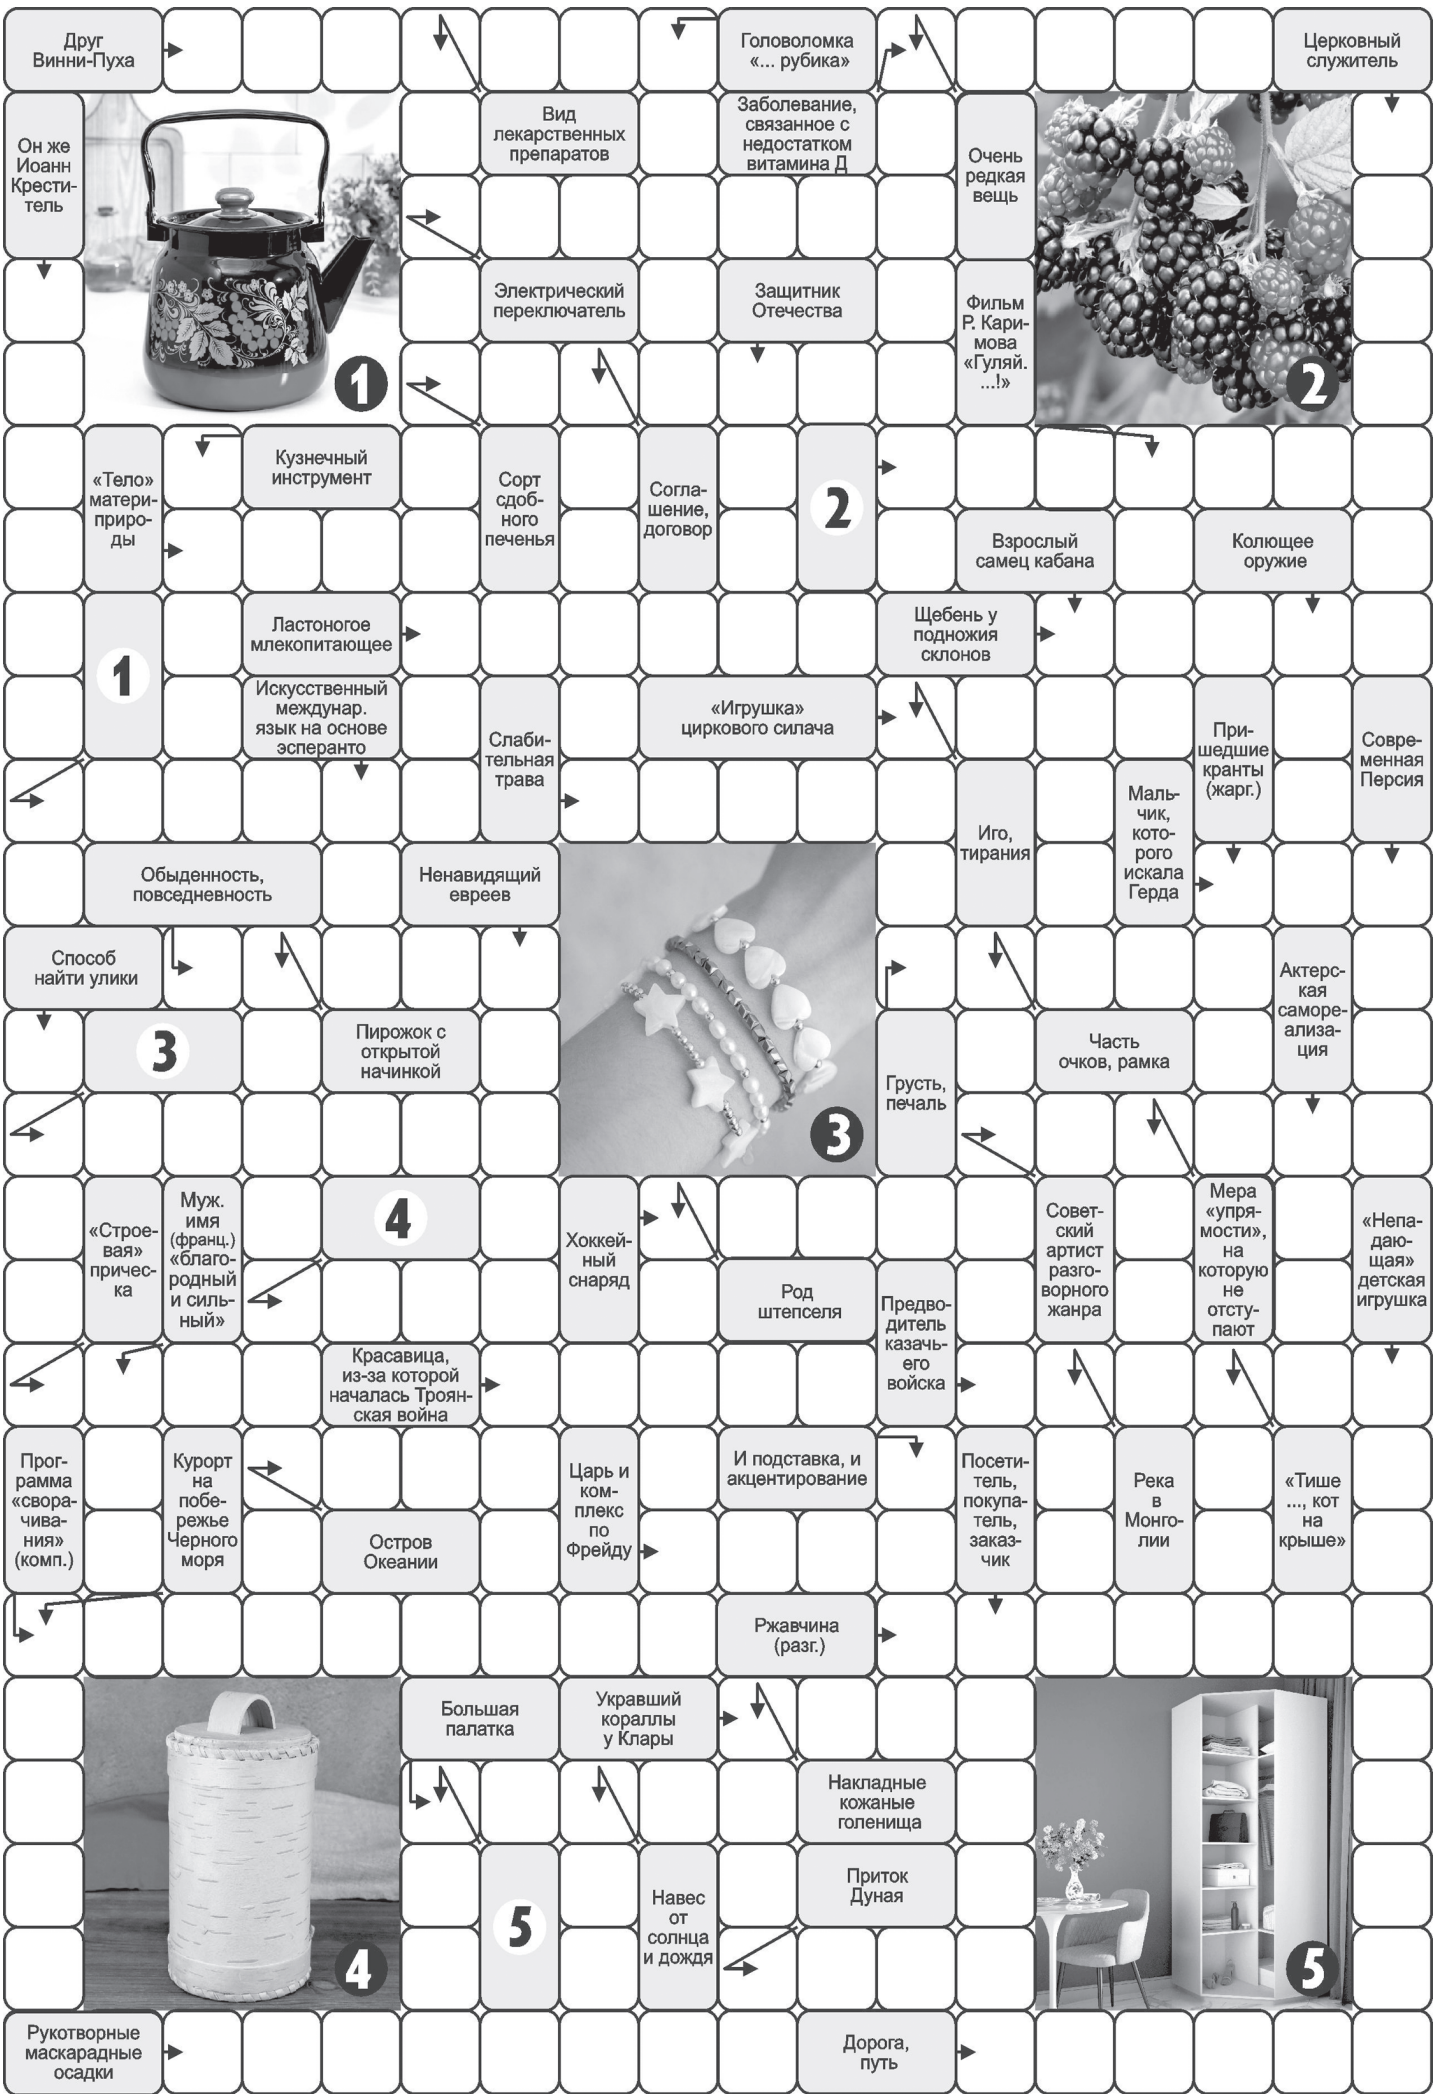 Друг
Винни-Пуха
Головоломка
«... рубика»
Церковный
служитель
Он же
Иоанн
Крести-
тель
Вид
лекарственных
препаратов
Заболевание,
связанное с
недостатком
витамина Д
Очень
редкая
вещь
Электрический
переключатель
Защитник
Отечества
Фильм
Р. Кари-
мова
«Гуляй.
...!»
1
2
«Тело»
матери-
приро-
ды
Кузнечный
инструмент
Сорт
сдоб-
ного
печенья
Согла-
шение,
договор
2
Взрослый
самец кабана
Колющее
оружие
1
Ластоногое
млекопитающее
Щебень у
подножия
склонов
Искусственный
междунар.
язык на основе
эсперанто
Слаби-
тельная
трава
«Игрушка»
циркового силача
При-
шедшие
кранты
(жарг.)
Совре-
менная
Персия
Иго,
тирания
Маль-
чик,
кото-
рого
искала
Герда
Обыденность,
повседневность
Ненавидящий
евреев
Способ
найти улики
Актерс-
кая
саморе-
ализа-
ция
3
Пирожок с
открытой
начинкой
3
Грусть,
печаль
Часть
очков, рамка
«Строе-
вая»
причес-
ка
Муж.
имя
(франц.)
«благо-
родный
и силь-
ный»
4
Хоккей-
ный
снаряд
Род
штепселя
Предво-
дитель
казачь-
его
войска
Совет-
ский
артист
разго-
ворного
жанра
Мера
«упря-
мости»,
на
которую
не
отсту-
пают
«Непа-
даю-
щая»
детская
игрушка
Красавица,
из-за которой
началась Троян-
ская война
Прог-
рамма
«свора-
чива-
ния»
(комп.)
Курорт
на
побе-
режье
Черного
моря
Остров
Океании
Царь и
ком-
плекс
по
Фрейду
И подставка, и
акцентирование
Посети-
тель,
покупа-
тель,
заказ-
чик
Река
в
Монго-
лии
«Тише
..., кот
на
крыше»
Ржавчина
(разг.)
Большая
палатка
Укравший
кораллы
у Клары
Накладные
кожаные
голенища
4
5
Навес
от
солнца
и дождя
Приток
Дуная
5
Рукотворные
маскарадные
осадки
Дорога,
путь